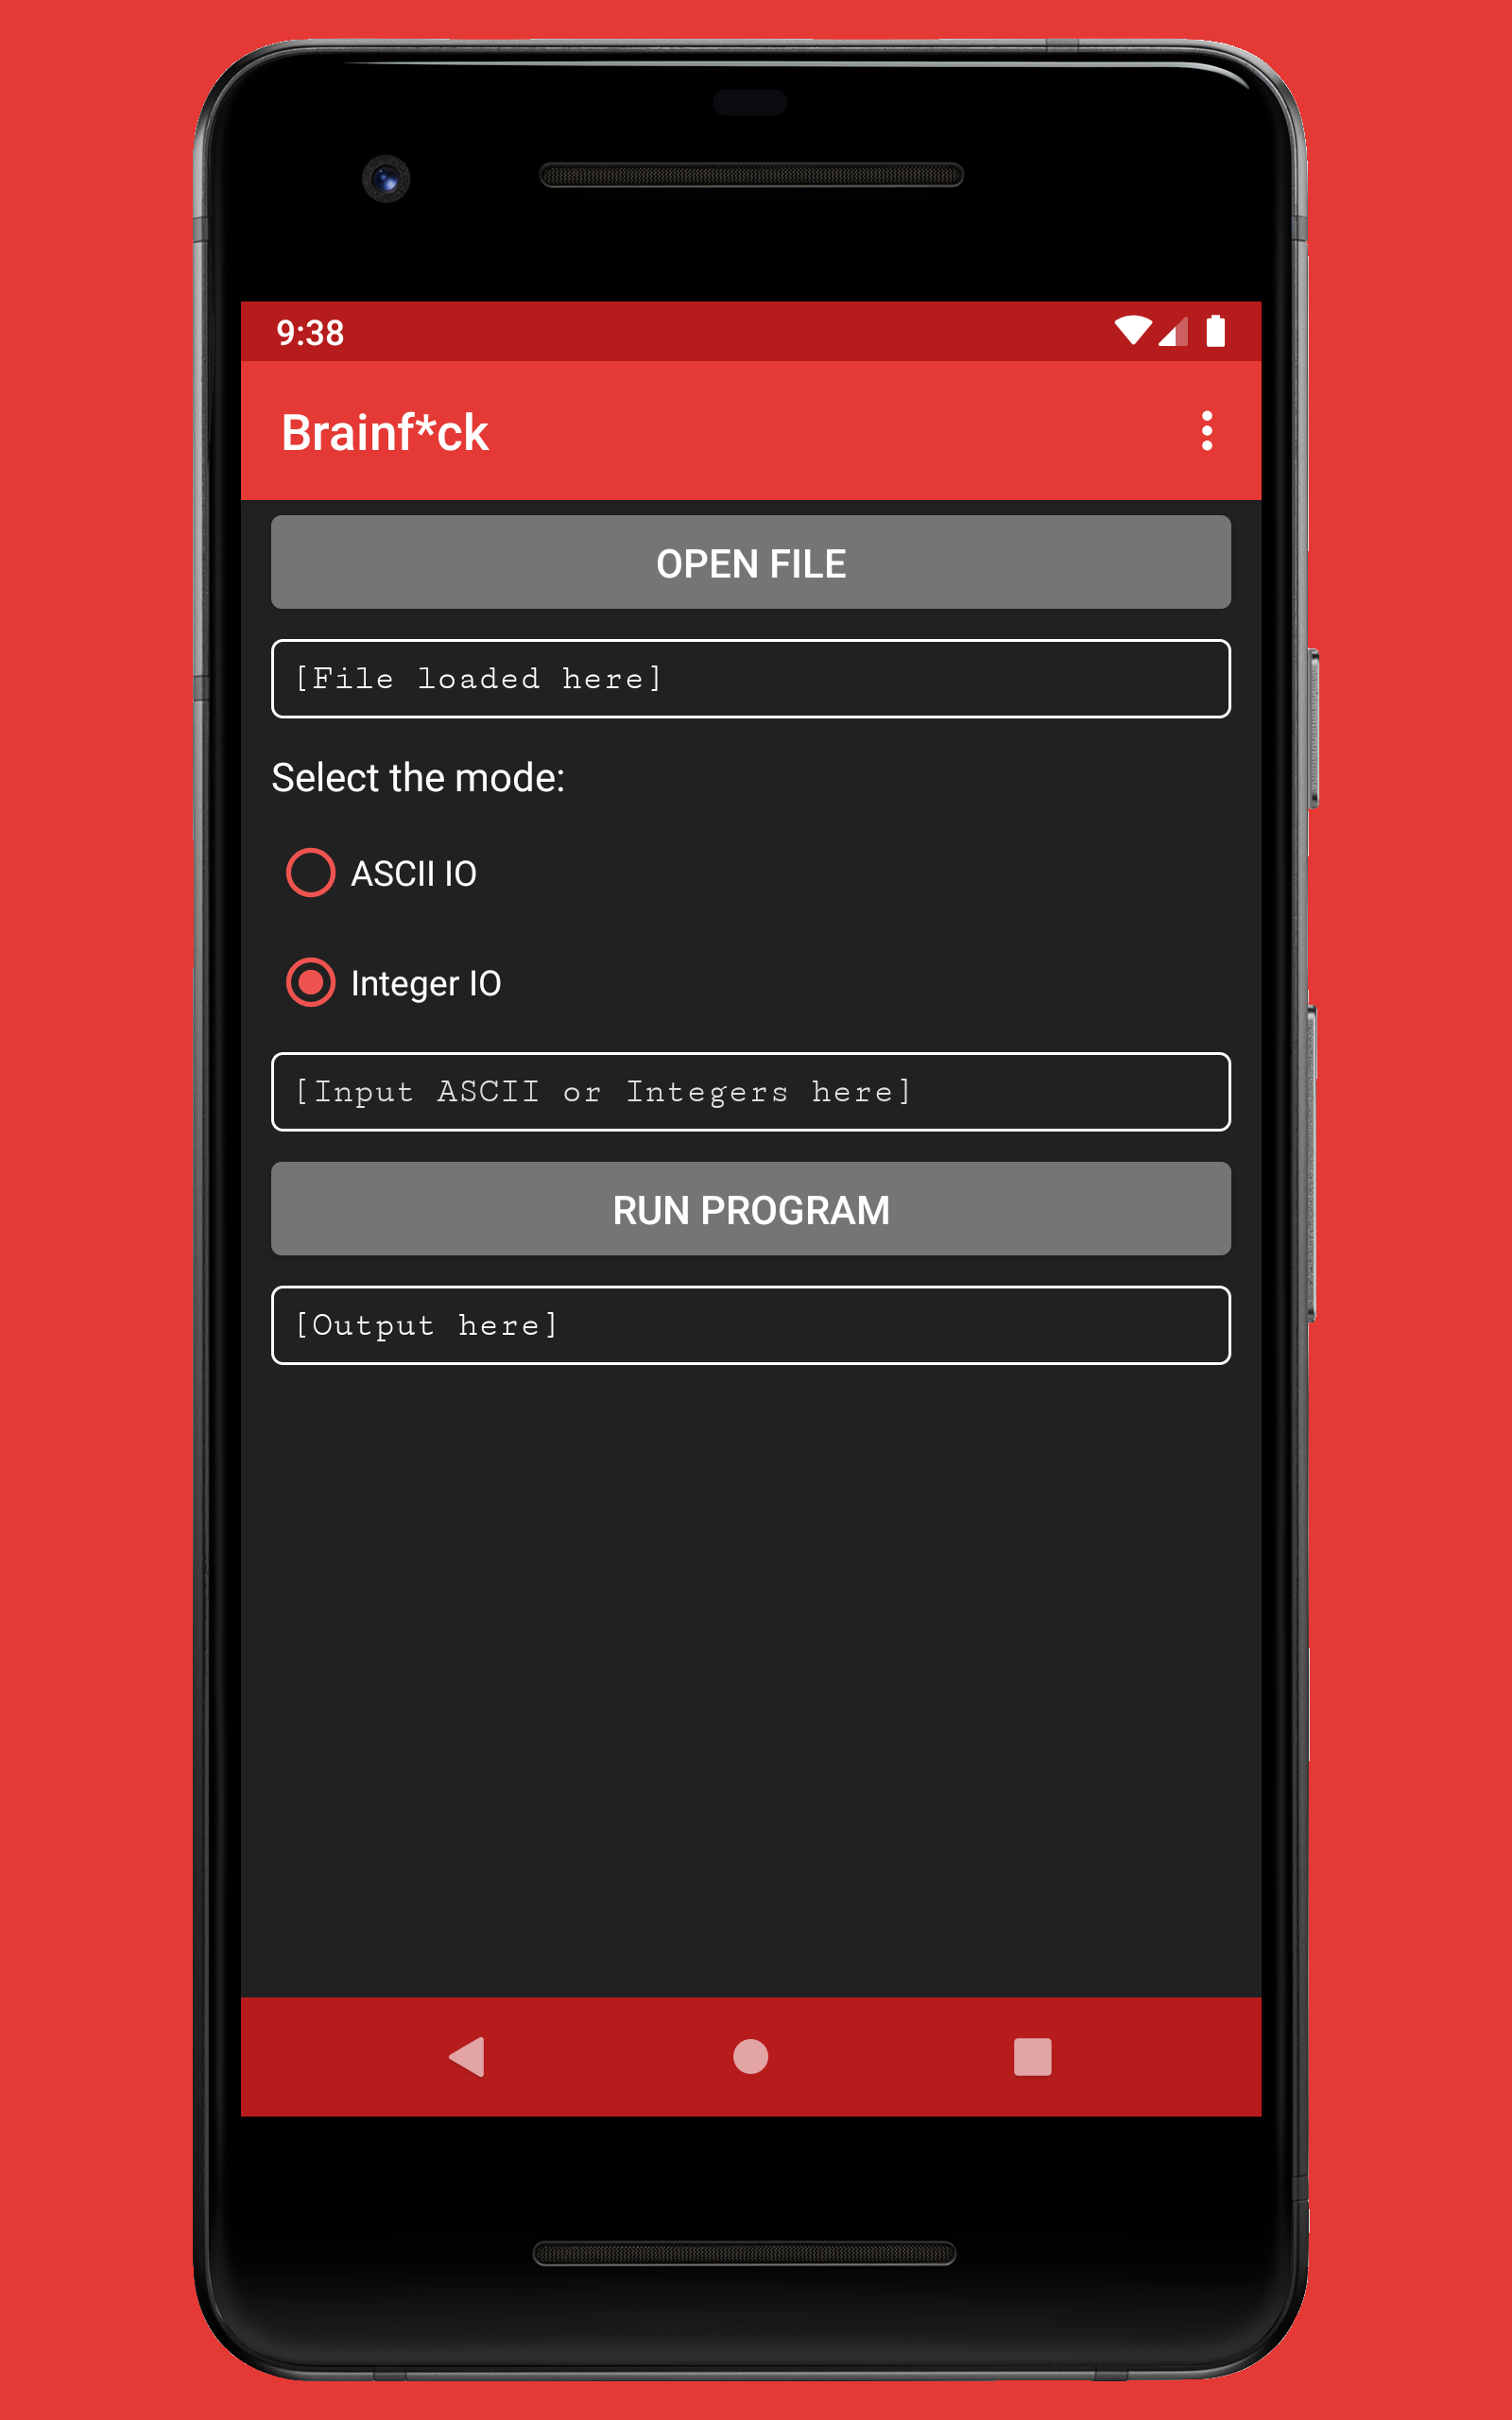 9:38
Brainf*ck
OPEN FILE
[File loaded here]
Select the mode:
ASCII IO
Integer IO
[Input ASCII or Integers here]
RUN PROGRAM
[Output here]